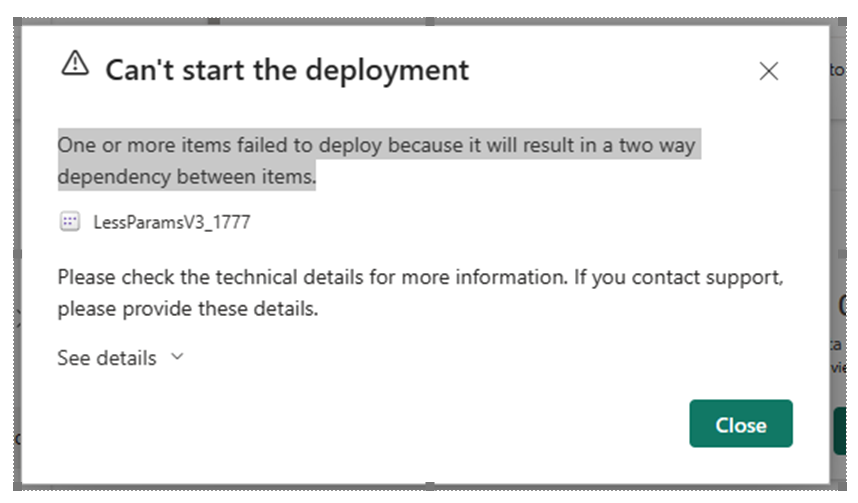 Can't start the deployment
to
One or more items failed to deploy because it will result in a two way
dependency between items.
LessParamsV3_1777
Please check the technical details for more information. If you contact support,
please provide these details.
See details
Close